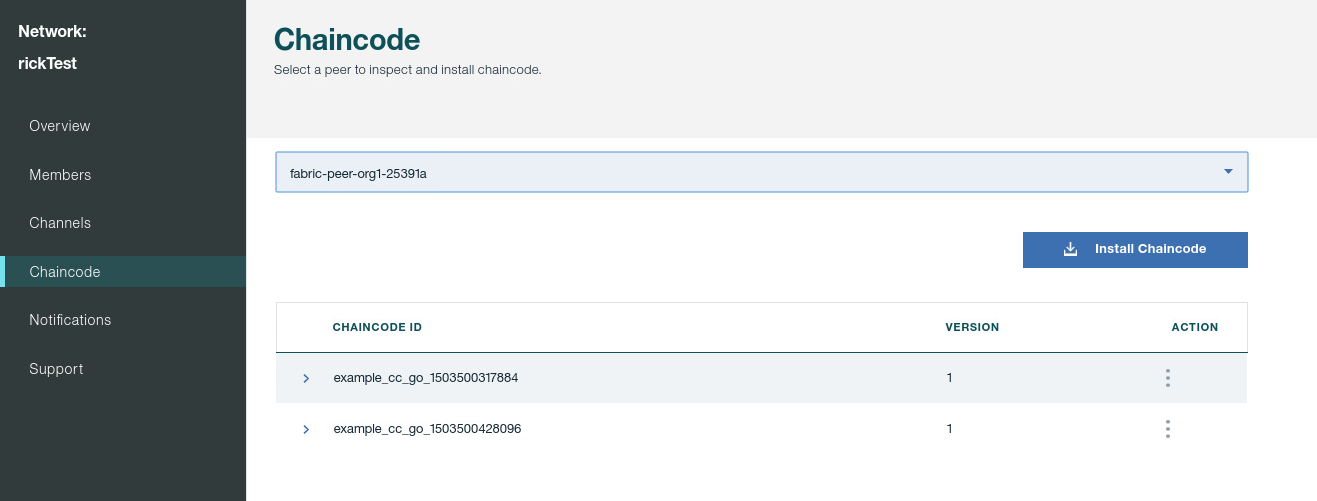 Network:
rickTest
Overview
Members
Channels
Chaincode
Notifications
Support
Chaincode
Select a peer to inspect and install chaincode.
fabric-peer-org1-25391a
Install Chaincode
CHAINCODE ID VERSION ACTION
example_cc_go_1503500317884 1
example_cc_go_1503500428096 1